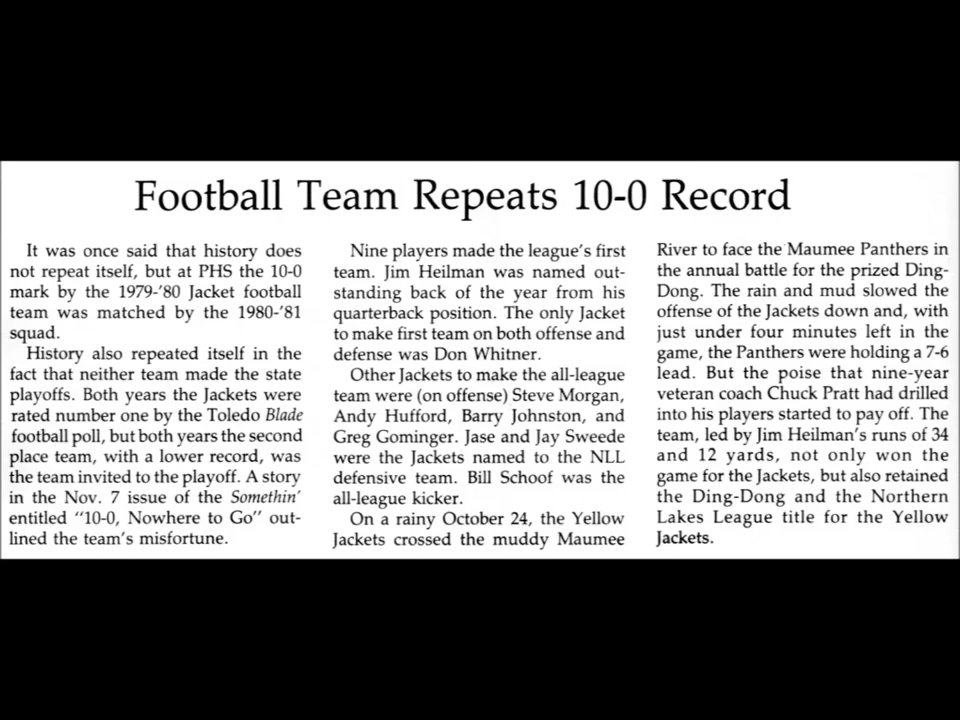 Football Team Repeats 10-0 Record
It was once said that history does
not repeat itself, but at PHS the 10-0
mark by the 1979-'80 Jacket football
team was matched by the 1980-'81
squad.
History also repeated itself in the
fact that neither team made the state
playoffs. Both years the Jackets were
rated number one by the Toledo Blade
football poll, but both years the second
place team, with a lower record, was
the team invited to the playoff. A story
in the Nov. 7 issue of the Somethin'
entitled "10-0, Nowhere to Go" out-
lined the team's misfortune.
Nine players made the league's first
team. Jim Heilman was named out-
standing back of the year from his
quarterback position. The only Jacket
to make first team on both offense and
defense was Don Whitner.
Other Jackets to make the all-league
team were (on offense) Steve Morgan,
Andy Hufford, Barry Johnston, and
Greg Gominger. Jase and Jay Sweede
were the Jackets named to the NLL
defensive team. Bill Schoof was the
all-league kicker.
On a rainy October 24, the Yellow
Jackets crossed the muddy Maumee
River to face the Maumee Panthers in
the annual battle for the prized Ding-
Dong. The rain and mud slowed the
offense of the Jackets down and, with
just under four minutes left in the
game, the Panthers were holding a 7-6
lead. But the poise that nine-year
veteran coach Chuck Pratt had drilled
into his players started to pay off. The
team, led by Jim Heilman's runs of 34
and 12 yards, not only won the
game for the Jackets, but also retained
the Ding-Dong and the Northern
Lakes League title for the Yellow
Jackets.